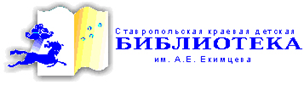 Ставропольская краевая детская
БИБЛИОТЕКА
им. А.Е. Екимцева